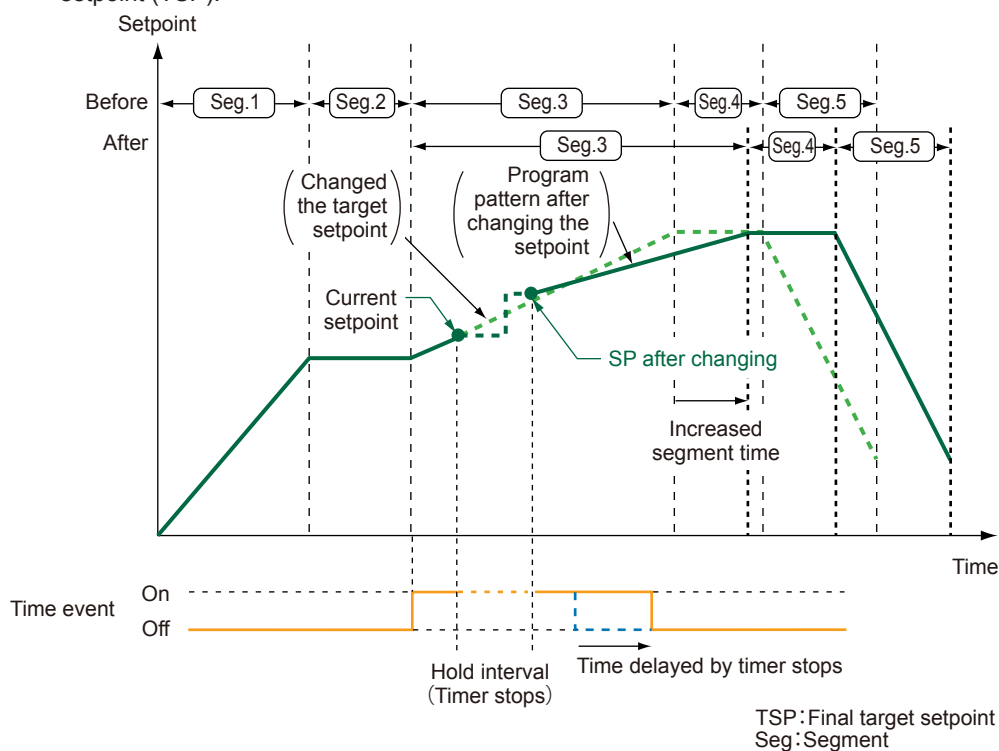 setpoint (TSP).
Setpoint
Before
Seg.1
Seg.2
Seg.3
Seg.4
Seg.5
After
Seg.3
Seg.4
Seg.5
(Changed
the target
setpoint)
(Program
pattern after
changing the
setpoint)
Current
setpoint
SP after changing
Increased
segment time
Time
Time event
On
Off
Hold interval
(Timer stops)
Time delayed by timer stops
TSP:Final target setpoint
Seg:Segment